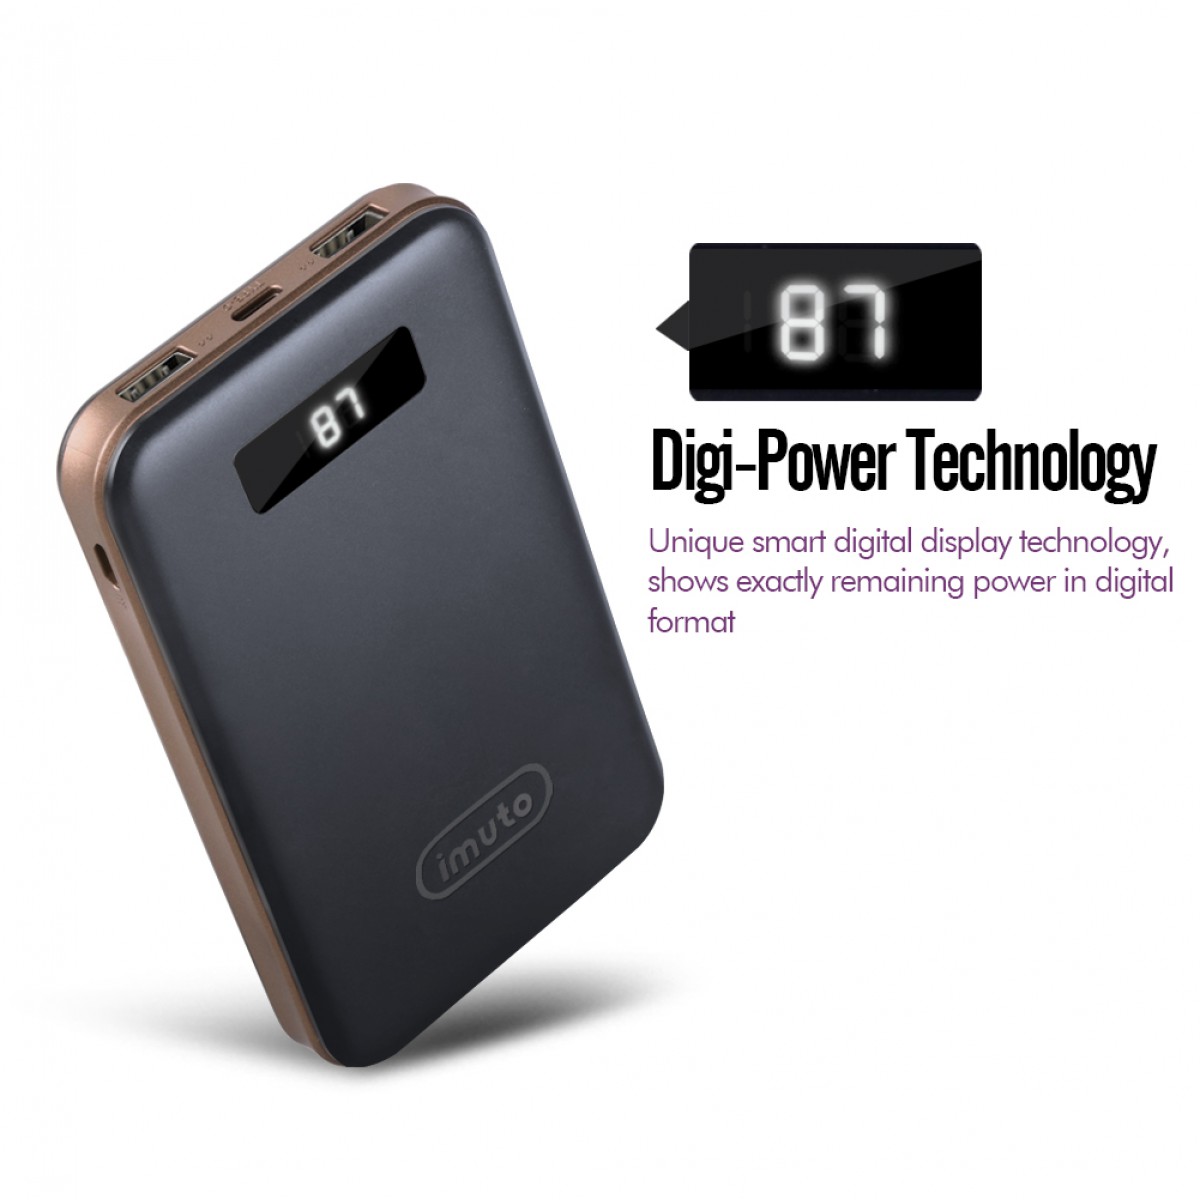 87
87
Digi-Power Technology
Unique smart digital display technology,
shows exactly remaining power in digital
format
imuto